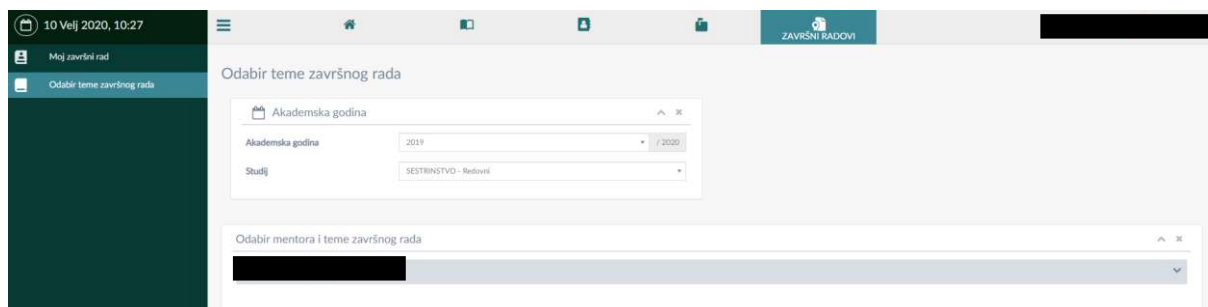 10 Velj 2020, 10:27
ZAVRŠNI RADOVI
Moj završni rad
Odabir teme završnog rada
Odabir teme završnog rada
Akademska godina
Akademska godina 2019 / 2020
Studij SESTRINSTVO - Redovni
Odabir mentora i teme završnog rada